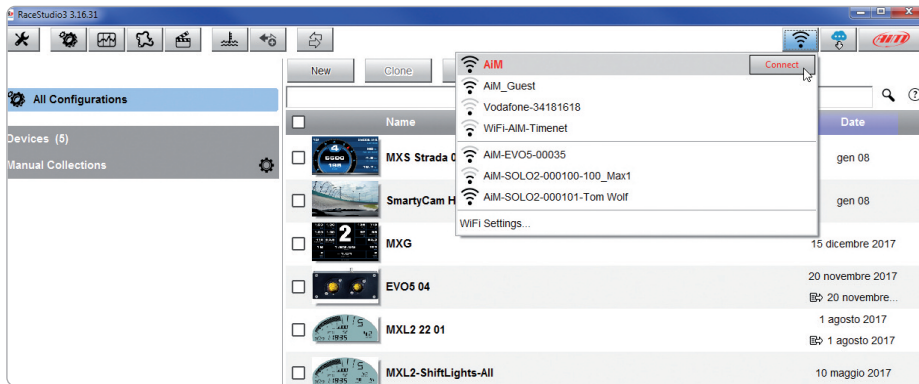 RaceStudio3 3.16.31
AiM
New
Clone
AiM
Connect
AiM_Guest
Vodafone-34181618
WiFi-AIM-Timenet
AiM-EVO5-00035
AiM-SOLO2-000100-100_Max1
AiM-SOLO2-000101-Tom Wolf
WiFi Settings...
All Configurations
Devices (5)
Manual Collections
Name
Date
MXS Strada 0
gen 08
SmartyCam H
gen 08
MXG
15 dicembre 2017
EVO5 04
20 novembre 2017
20 novembre...
MXL2 22 01
1 agosto 2017
1 agosto 2017
MXL2-ShiftLights-All
10 maggio 2017